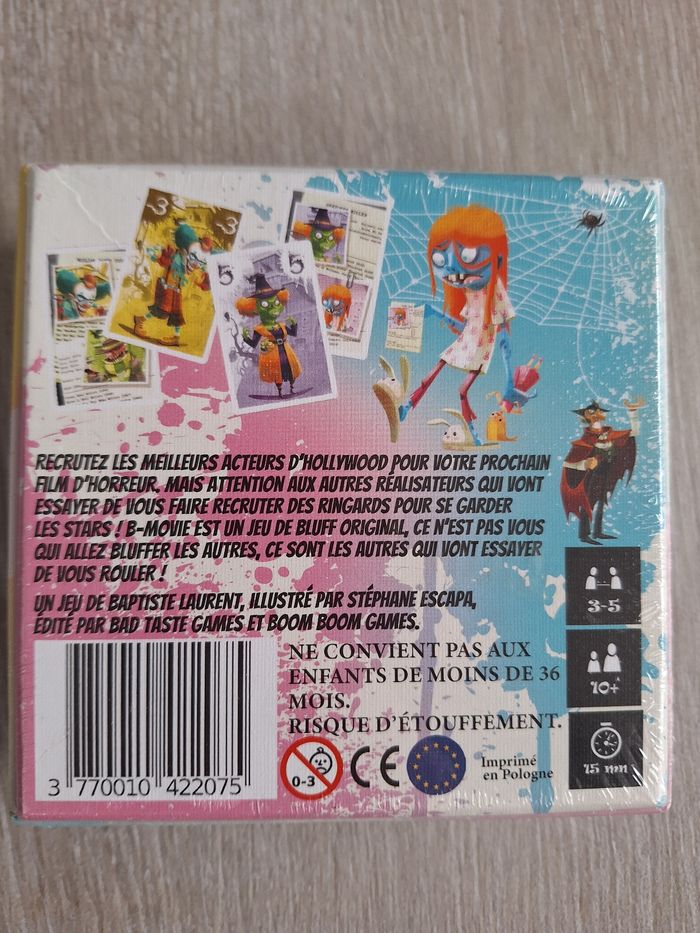 -3
-3
5
5
RECRUTEZ LES MEILLEURS ACTEURS D'HOLLYWOOD POUR VOTRE PROCHAIN
FILM D'HORREUR. MAIS ATTENTION AUX AUTRES RÉALISATEURS QUI VONT
ESSAYER DE VOUS FAIRE RECRUTER DES RINGARDS POUR SE GARDER
LES STARS ! B-MOVIE EST UN JEU DE BLUFF ORIGINAL, CE N'EST PAS VOUS
QUI ALLEZ BLUFFER LES AUTRES, CE SONT LES AUTRES QUI VONT ESSAYER
DE VOUS ROULER !
UN JEU DE BAPTISTE LAURENT, ILLUSTRÉ PAR STÉPHANE ESCAPA,
ÉDITÉ PAR BAD TASTE GAMES ET BOOM BOOM GAMES.
3-5
10+
15 mn
NE CONVIENT PAS AUX
ENFANTS DE MOINS DE 36
MOIS.
RISQUE D'ÉTOUFFEMENT.
0-3
CE
Imprimé
en Pologne
3 770010 422075